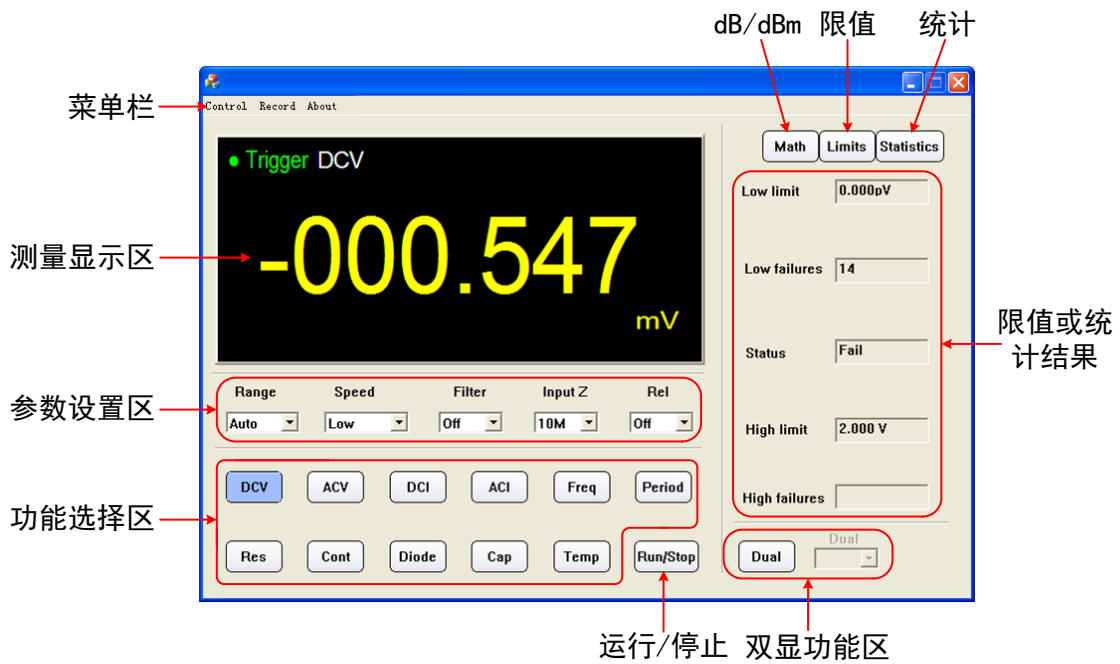 dB/dBm 限值 统计
菜单栏
Control Record About
Math Limits Statistics
Trigger DCV
测量显示区
-000.547
mV
Low limit 0.000pV
Low failures 14
Status Fail
High limit 2.000 V
High failures
限值或统
计结果
参数设置区
Range Speed Filter Input Z Rel
Auto Low Off 10M Off
功能选择区
DCV ACV DCI ACI Freq Period
Res Cont Diode Cap Temp Run/Stop
Dual
Dual
运行/停止 双显功能区